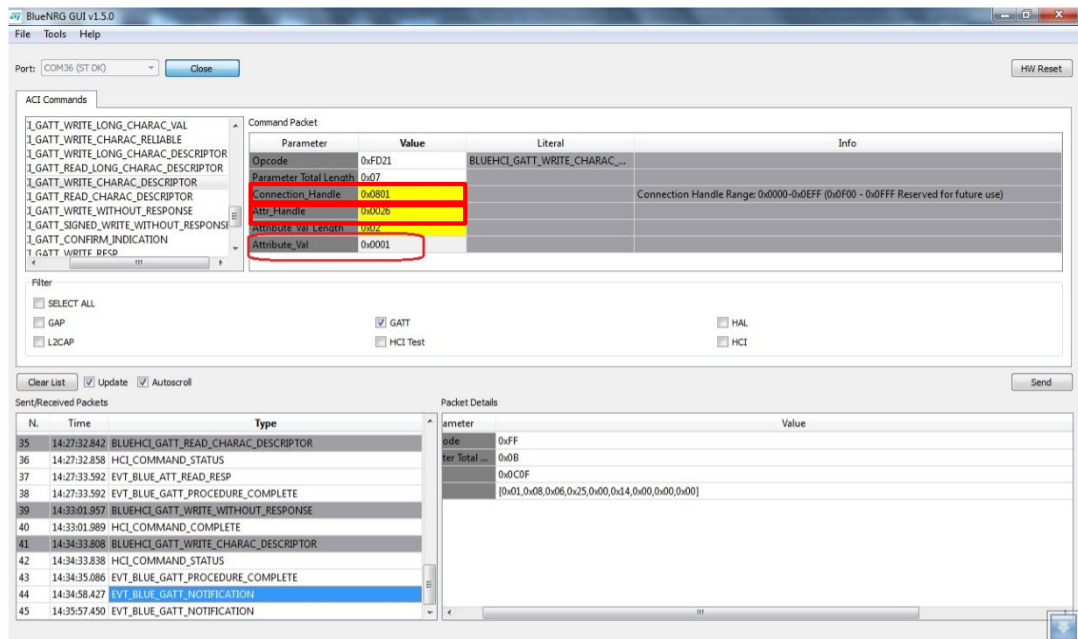 BlueNRG GUI v1.5.0
File Tools Help
Port: COM36 (ST DK) Close HW Reset
ACI Commands
I_GATT_WRITE_LONG_CHARAC_VAL
I_GATT_WRITE_CHARAC_RELIABLE
I_GATT_WRITE_LONG_CHARAC_DESCRIPTOR
I_GATT_READ_LONG_CHARAC_DESCRIPTOR
I_GATT_WRITE_CHARAC_DESCRIPTOR
I_GATT_READ_CHARAC_DESCRIPTOR
I_GATT_WRITE_WITHOUT_RESPONSE
I_GATT_SIGNED_WRITE_WITHOUT_RESPONSI
I_GATT_CONFIRM_INDICATION
I_GATT_WRITE_RESP
Command Packet
Parameter Value Literal Info
Opcode 0xFD21 BLUEHCI_GATT_WRITE_CHARAC_...
Parameter Total Length 0x07
Connection_Handle 0x0801 Connection Handle Range: 0x0000-0x0EFF (0x0F00 - 0x0FFF Reserved for future use)
Attr_Handle 0x0026
Attribute_Val_Length 0x02
Attribute_Val 0x0001
Filter
SELECT ALL
GAP GATT HAL
L2CAP HCI Test HCI
Clear List Update Autoscroll Send
Sent/Received Packets
N. Time Type
35 14:27:32.842 BLUEHCI_GATT_READ_CHARAC_DESCRIPTOR
36 14:27:32.858 HCI_COMMAND_STATUS
37 14:27:33.592 EVT_BLUE_ATT_READ_RESP
38 14:27:33.592 EVT_BLUE_GATT_PROCEDURE_COMPLETE
39 14:33:01.957 BLUEHCI_GATT_WRITE_WITHOUT_RESPONSE
40 14:33:01.989 HCI_COMMAND_COMPLETE
41 14:34:33.808 BLUEHCI_GATT_WRITE_CHARAC_DESCRIPTOR
42 14:34:33.838 HCI_COMMAND_STATUS
43 14:34:35.086 EVT_BLUE_GATT_PROCEDURE_COMPLETE
44 14:34:58.427 EVT_BLUE_GATT_NOTIFICATION
45 14:35:57.450 EVT_BLUE_GATT_NOTIFICATION
Packet Details
ameter Value
ode 0xFF
ter Total ... 0x0B
0x0C0F
[0x01,0x08,0x06,0x25,0x00,0x14,0x00,0x00,0x00]